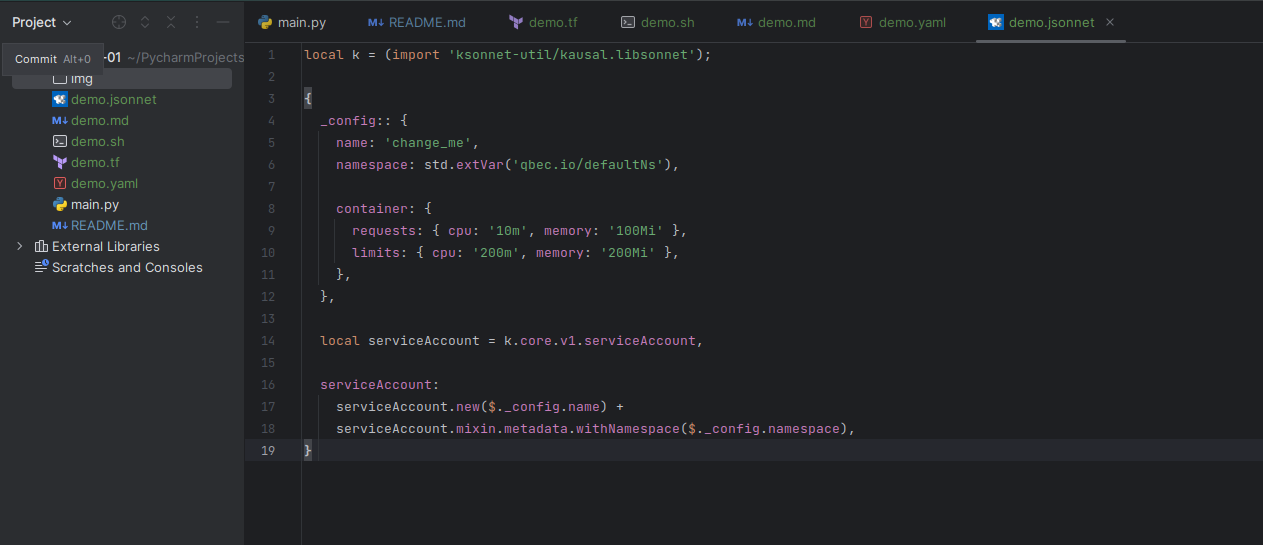 Project
main.py
README.md
demo.tf
demo.sh
demo.md
demo.yaml
demo.jsonnet
Commit Alt+0
-01 ~/PycharmProjects
img
demo.jsonnet
demo.md
demo.sh
demo.tf
demo.yaml
main.py
README.md
External Libraries
Scratches and Consoles
1 local k = (import 'ksonnet-util/kausal.libsonnet');
2
3 {
4 _config:: {
5 name: 'change_me',
6 namespace: std.extVar('qbec.io/defaultNs'),
7
8 container: {
9 requests: { cpu: '10m', memory: '100Mi' },
10 limits: { cpu: '200m', memory: '200Mi' },
11 },
12 },
13
14 local serviceAccount = k.core.v1.serviceAccount,
15
16 serviceAccount:
17 serviceAccount.new($._config.name) +
18 serviceAccount.mixin.metadata.withNamespace($._config.namespace),
19 }